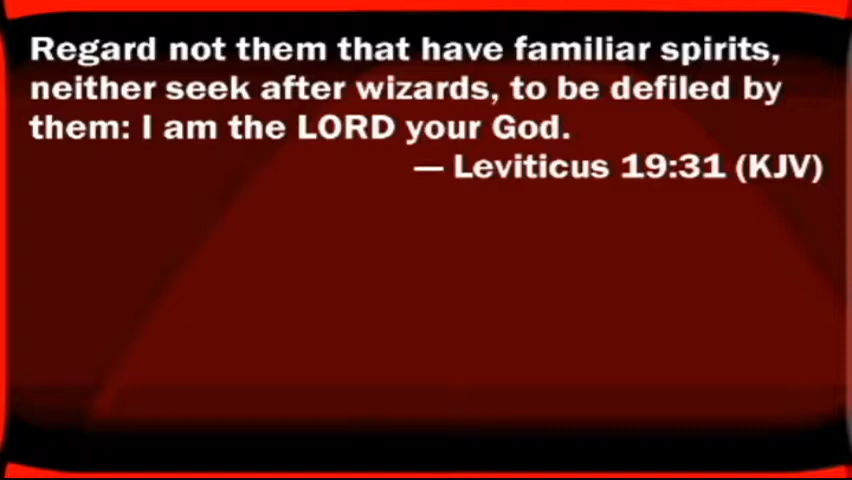 Regard not them that have familiar spirits,
neither seek after wizards, to be defiled by
them: I am the LORD your God.
— Leviticus 19:31 (KJV)